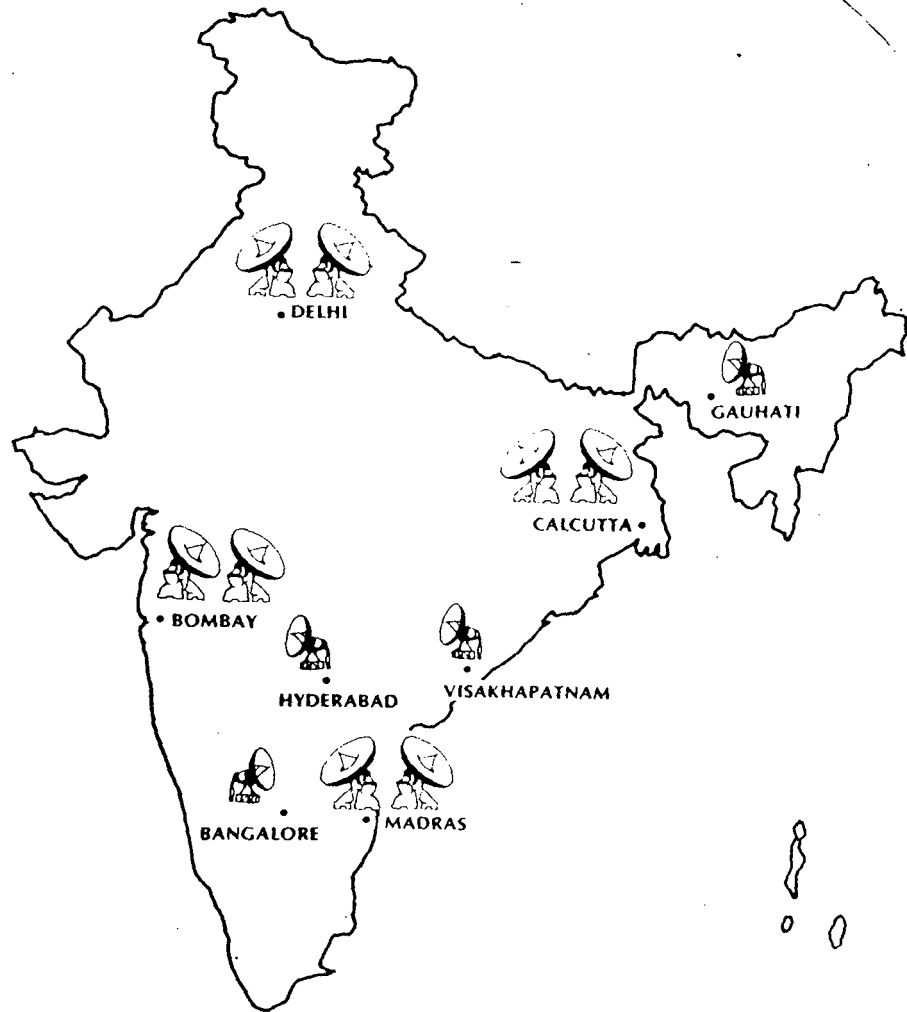 DELHI
GAUHATI
CALCUTTA
BOMBAY
HYDERABAD
VISAKHAPATNAM
BANGALORE
MADRAS